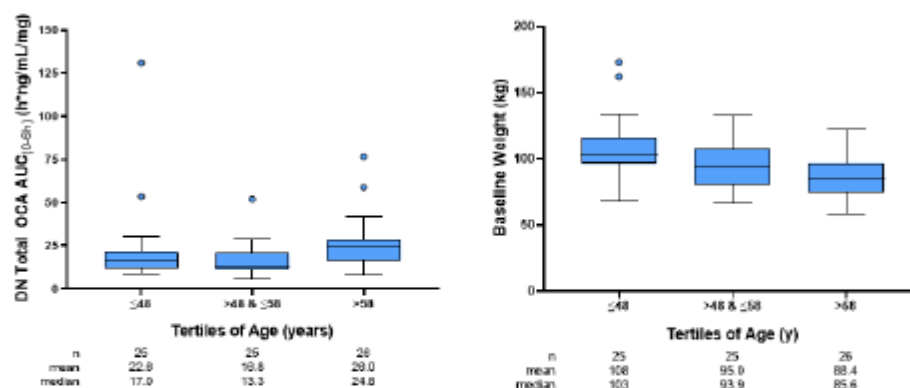 DN Total OCA AUC(0-6h) (h*ng/mL/mg)
150
125
100
75
50
25
0
≤48 >48 & ≤58 >58
Tertiles of Age (years)
n 25 25 26
mean 22.8 16.8 26.0
median 17.0 13.3 24.8
Baseline Weight (kg)
200
150
100
50
0
≤48 >48 & ≤58 >58
Tertiles of Age (y)
n 25 25 26
mean 108 95.0 88.4
median 103 93.9 85.6